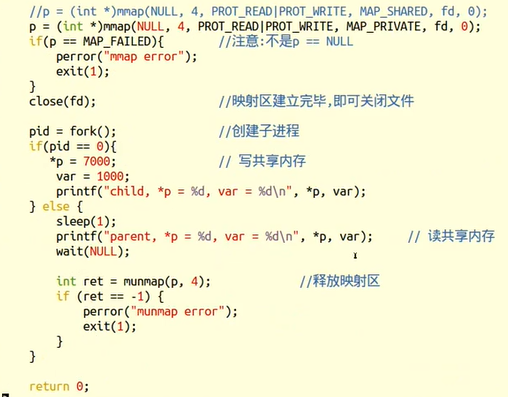 //p = (int *)mmap(NULL, 4, PROT_READ|PROT_WRITE, MAP_SHARED, fd, 0);
p = (int *)mmap(NULL, 4, PROT_READ|PROT_WRITE, MAP_PRIVATE, fd, 0);
if(p == MAP_FAILED){ //注意:不是p == NULL
perror("mmap error");
exit(1);
}
close(fd); //映射区建立完毕,即可关闭文件
pid = fork(); //创建子进程
if(pid == 0){
*p = 7000; // 写共享内存
var = 1000;
printf("child, *p = %d, var = %d\n", *p, var);
} else {
sleep(1);
printf("parent, *p = %d, var = %d\n", *p, var); // 读共享内存
wait(NULL);
int ret = munmap(p, 4); //释放映射区
if (ret == -1) {
perror("munmap error");
exit(1);
}
}
return 0;